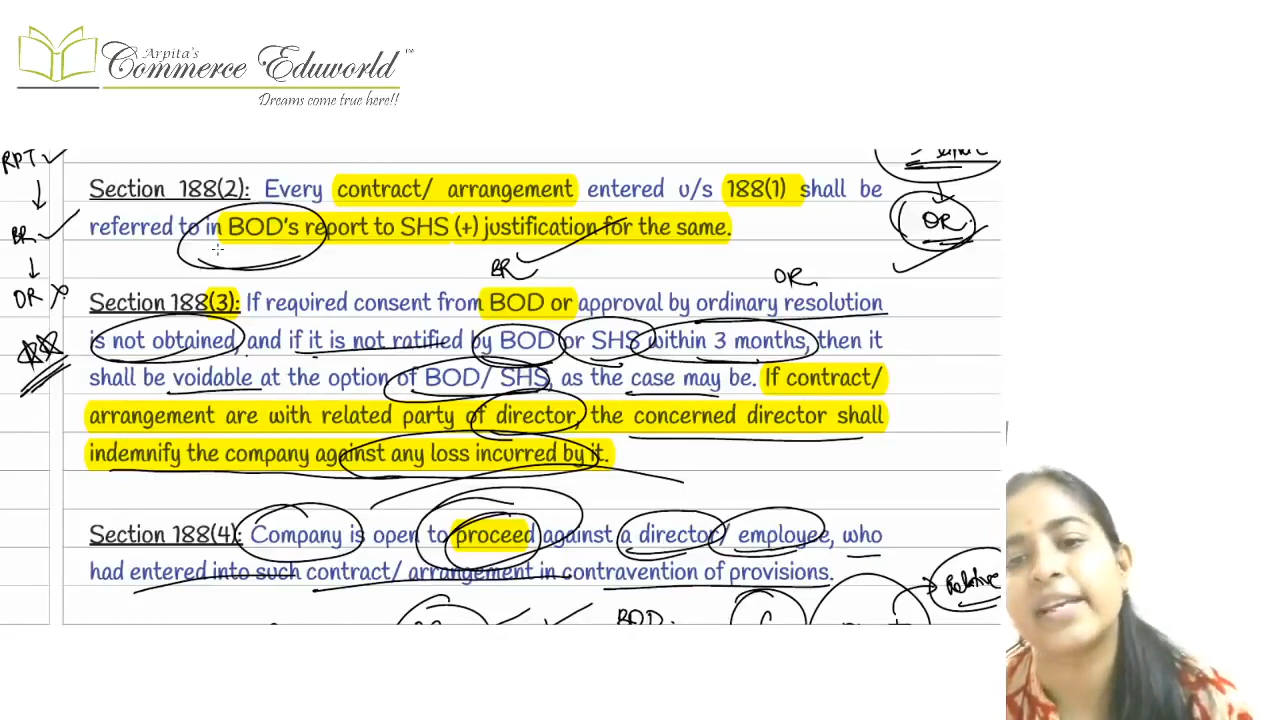 Arpita's
Commerce Eduworld™
Dreams come true here!!
RPT
Section 188(2): Every contract/ arrangement entered u/s 188(1) shall be
OR
BR
referred to in BOD's report to SHS (+) justification for the same.
BR
OR
OR
Section 188(3): If required consent from BOD or approval by ordinary resolution
is not obtained, and if it is not ratified by BOD or SHS within 3 months, then it
shall be voidable at the option of BOD/ SHS, as the case may be. If contract/
arrangement are with related party of director, the concerned director shall
indemnify the company against any loss incurred by it.
Section 188(4): Company is open to proceed against a director/ employee, who
had entered into such contract/ arrangement in contravention of provisions.
Relative
BOD